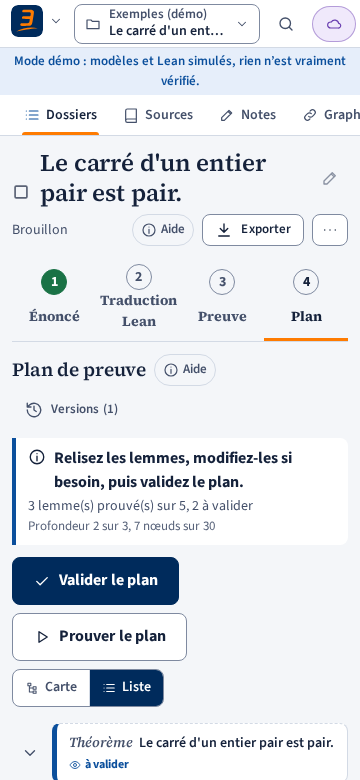 Exemples (démo)
Le carré d'un ent...
Mode démo : modèles et Lean simulés, rien n'est vraiment
vérifié.
Dossiers
Sources
Notes
Graph
Le carré d'un entier
pair est pair.
Brouillon
Aide
Exporter
...
1
2
3
4
Énoncé
Traduction
Lean
Preuve
Plan
Plan de preuve
Aide
Versions (1)
Relisez les lemmes, modifiez-les si
besoin, puis validez le plan.
3 lemme(s) prouvé(s) sur 5, 2 à valider
Profondeur 2 sur 3, 7 nœuds sur 30
Valider le plan
Prouver le plan
Carte
Liste
Théorème Le carré d'un entier pair est pair.
à valider